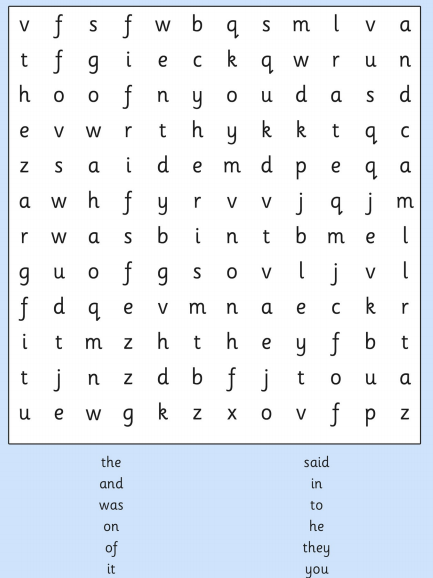 v f s f w b q s m l v a
t f g i e c k q w r u n
h o o f n y o u d a s d
e v w r t h y k k t q c
z s a i d e m d p e q a
a w h f y r v v j q j m
r w a s b i n t b m e l
g u o f g s o v l j v l
f d q e v m n a e c k r
i t m z h t h e y f b t
t j n z d b f j t o u a
u e w g k z x o v f p z
the said
and in
was to
on he
of they
it you